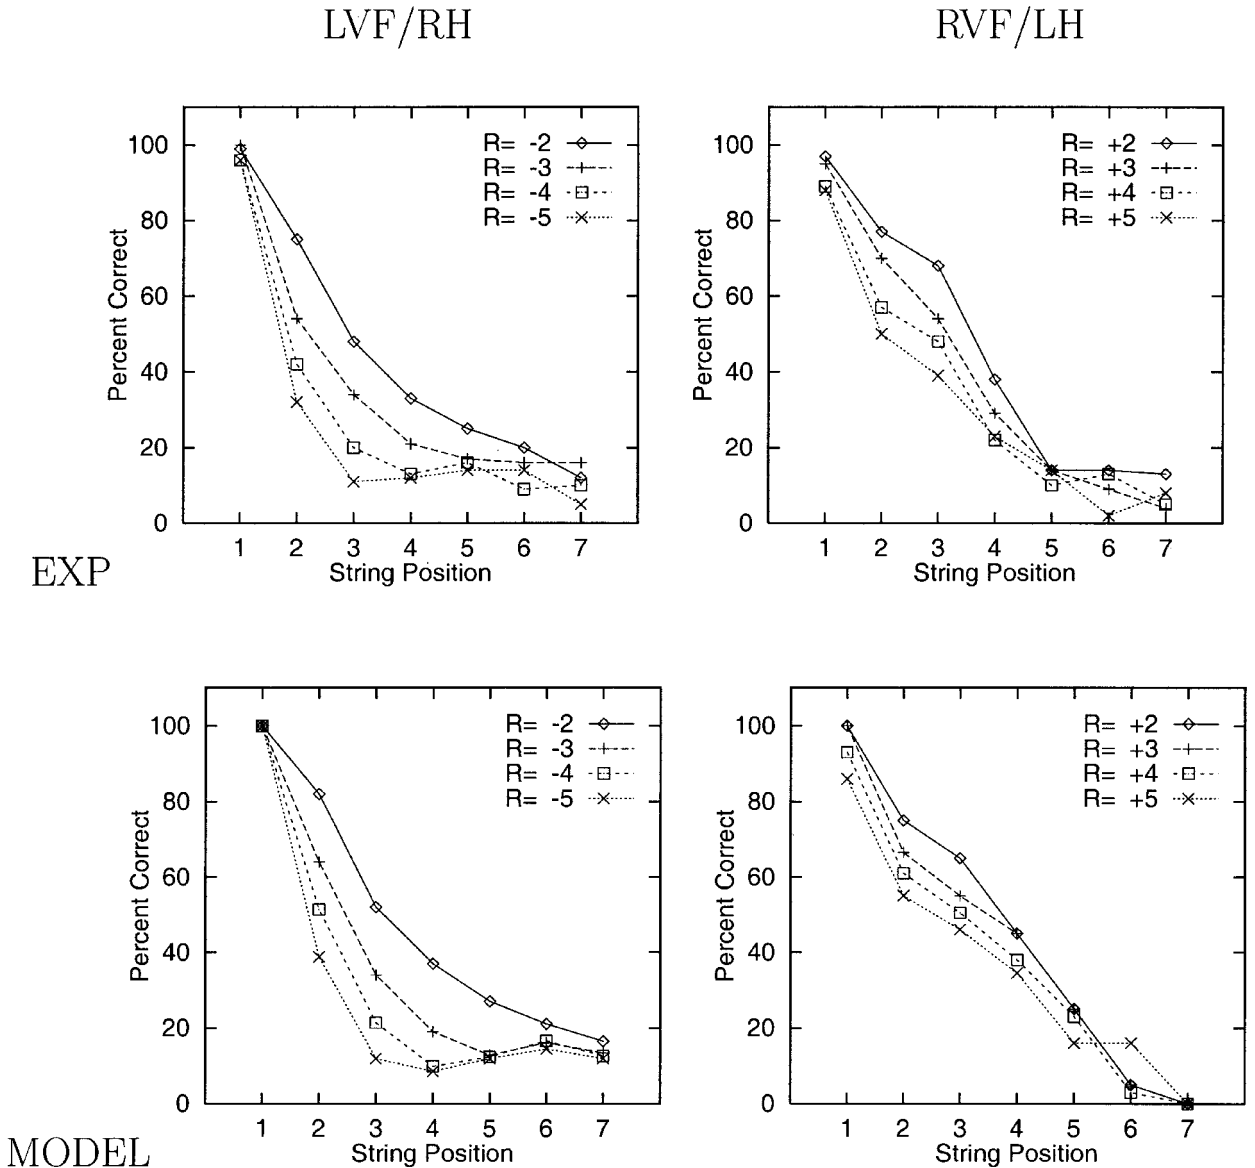 LVF/RH
RVF/LH
100
80
60
40
20
0
Percent Correct
R= -2
R= -3
R= -4
R= -5
1 2 3 4 5 6 7
String Position
100
80
60
40
20
0
Percent Correct
R= +2
R= +3
R= +4
R= +5
1 2 3 4 5 6 7
String Position
EXP
100
80
60
40
20
0
Percent Correct
R= -2
R= -3
R= -4
R= -5
1 2 3 4 5 6 7
String Position
100
80
60
40
20
0
Percent Correct
R= +2
R= +3
R= +4
R= +5
1 2 3 4 5 6 7
String Position
MODEL